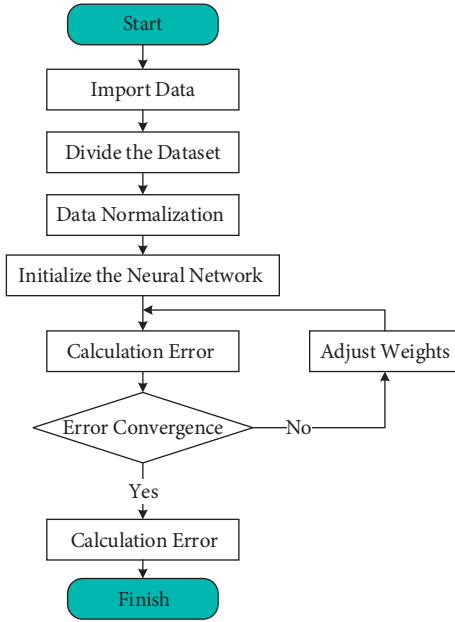 Start
Import Data
Divide the Dataset
Data Normalization
Initialize the Neural Network
Calculation Error
Adjust Weights
Error Convergence
No
Yes
Calculation Error
Finish